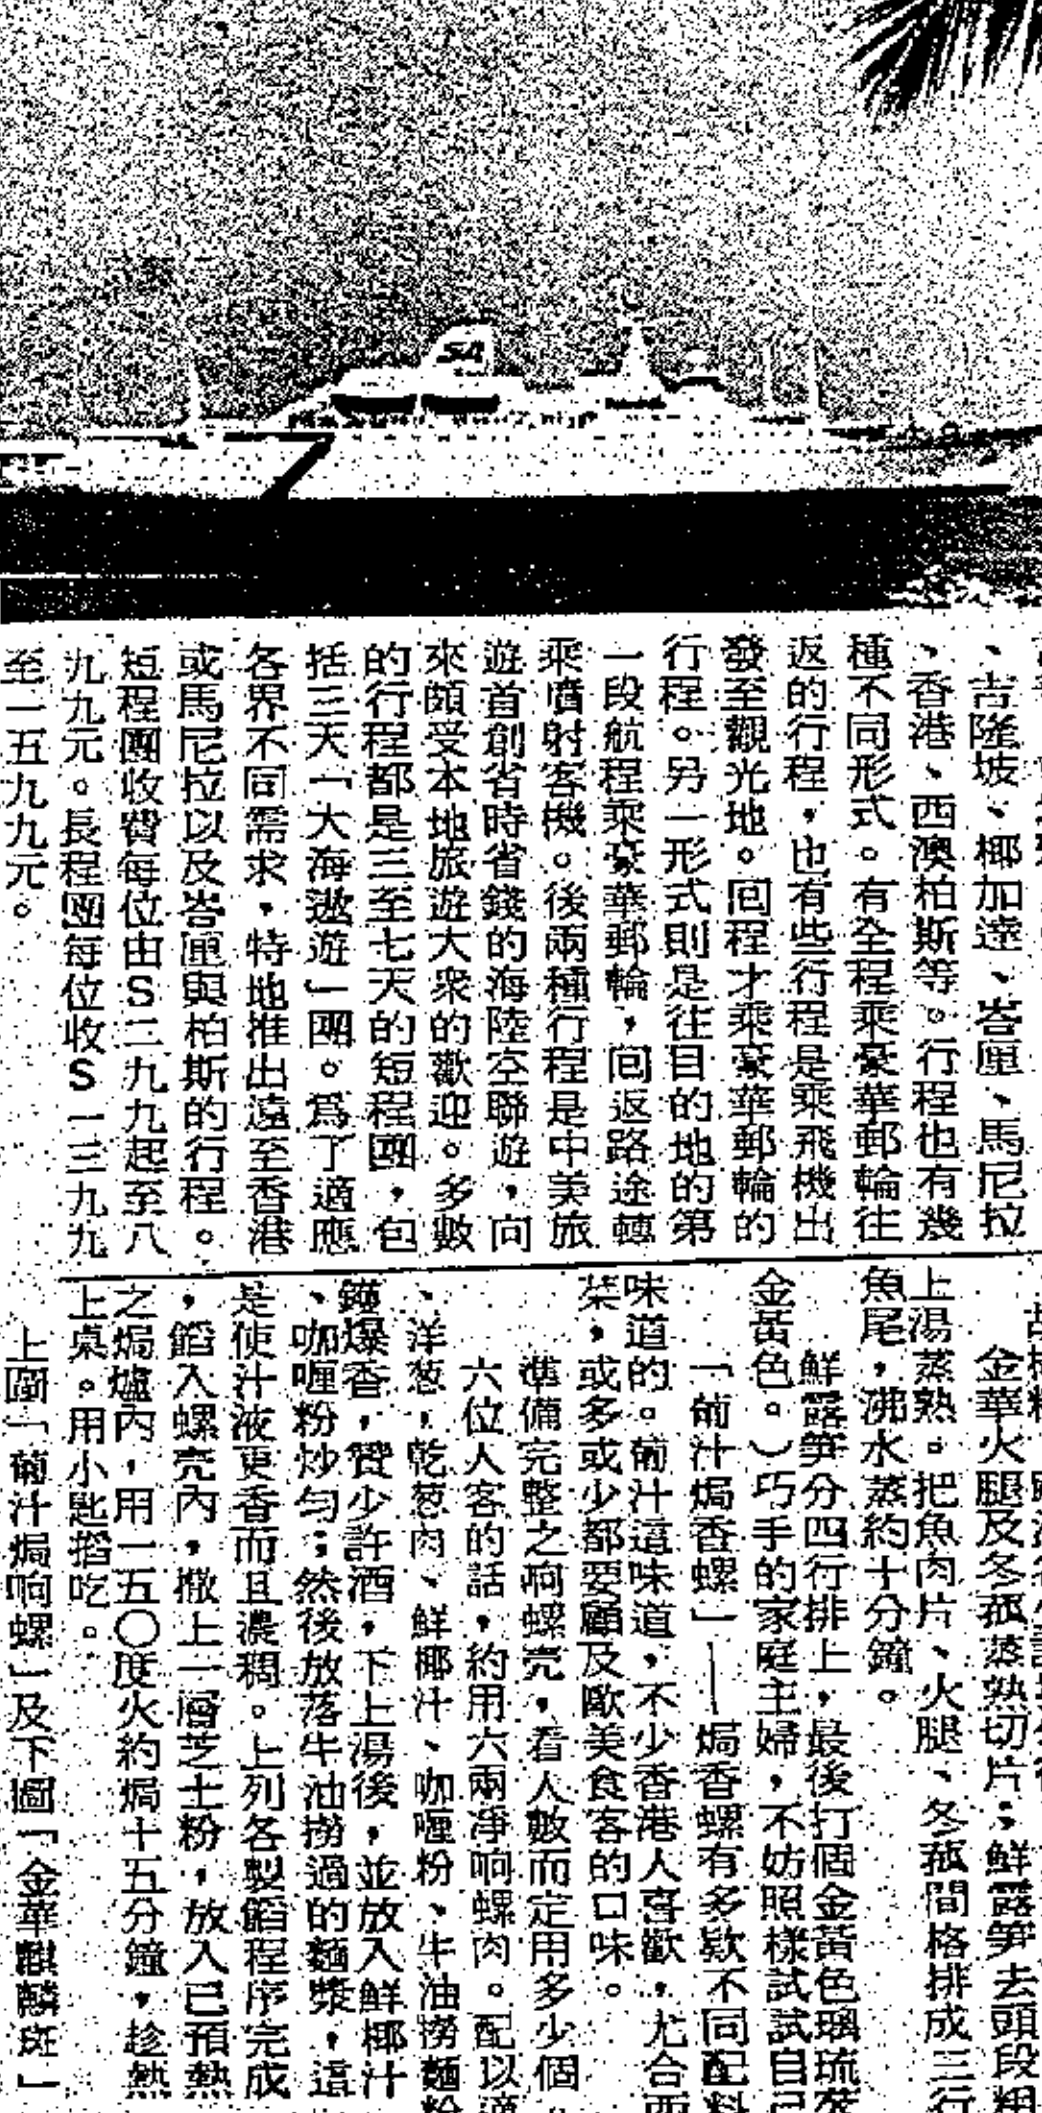 SA
、吉隆坡、椰加達、峇厘、馬尼拉
、香港、西澳柏斯等。行程也有幾
種不同形式。有全程乘豪華郵輪往
返的行程，也有些行程是乘飛機出
發至觀光地。回程才乘豪華郵輪的
行程。另一形式則是往目的地的第
一段航程乘豪華郵輪，囘返路途轉
乘噴射客機。後兩種行程是中美旅
遊首創省時省錢的海陸空聯遊，向
來頗受本地旅遊大衆的歡迎。多數
的行程都是三至七天的短程團，包
括三天「大海遨遊」團。爲了適應
各界不同需求，特地推出遠至香港
或馬尼拉以及峇厘與柏斯的行程。
短程團收費每位由S二九九起至八
九九元。長程團每位收S一三九九
至一五九九元。
金華火腿及冬菰蒸熟切片；鮮露笋去頭段粗
上湯蒸熟。把魚肉片、火腿、冬菰間格排成三行
魚尾，沸水蒸約十分鐘。
鮮露笋分四行排上，最後打個金黃色璃琉茨
金黃色。）巧手的家庭主婦，不妨照樣試試自己
「葡汁焗香螺」——焗香螺有多欵不同配料
味道的。葡汁這味道，不少香港人喜歡，尤合西
菜，或多或少都要顧及歐美食客的口味。
準備完整之响螺壳，看人數而定用多少個
六位人客的話，約用六兩淨响螺肉。配以適
、洋葱，乾葱肉、鮮椰汁、咖喱粉、牛油撈麵粉
鑊爆香，贊少許酒，下上湯後，並放入鮮椰汁
、咖喱粉炒勻；然後放落牛油撈過的麵漿，這
是使汁液更香而且濃稠。上列各製餡程序完成
，餡入螺壳內，撒上一層芝士粉，放入已預熱
之焗爐內，用一五〇度火約焗十五分鐘，趁熱
上桌。用小匙㨆吃。
上圖「葡汁焗响螺」及下圖「金華麒麟斑」